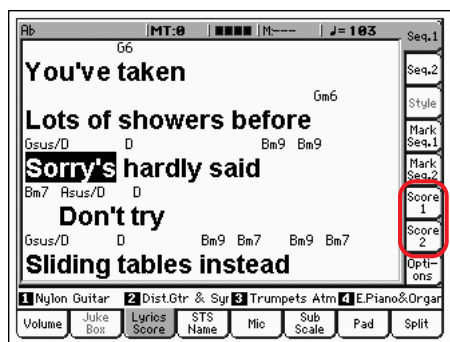 Ab |MT:0 | M:--- | ♩=103
G6
You've taken
Gm6
Lots of showers before
Gsus/D D Bm9 Bm9
Sorry's hardly said
Bm7 Asus/D D
Don't try
Gsus/D D Bm9 Bm7 Bm9 Bm7
Sliding tables instead
Seq.1
Seq.2
Style
Mark
Seq.1
Mark
Seq.2
Score
1
Score
2
Opti-
ons
1 Nylon Guitar 2 Dist.Gtr & Syr 3 Trumpets Atm 4 E.Piano&Organ
Volume Juke Box Lyrics Score STS Name Mic Sub Scale Pad Split